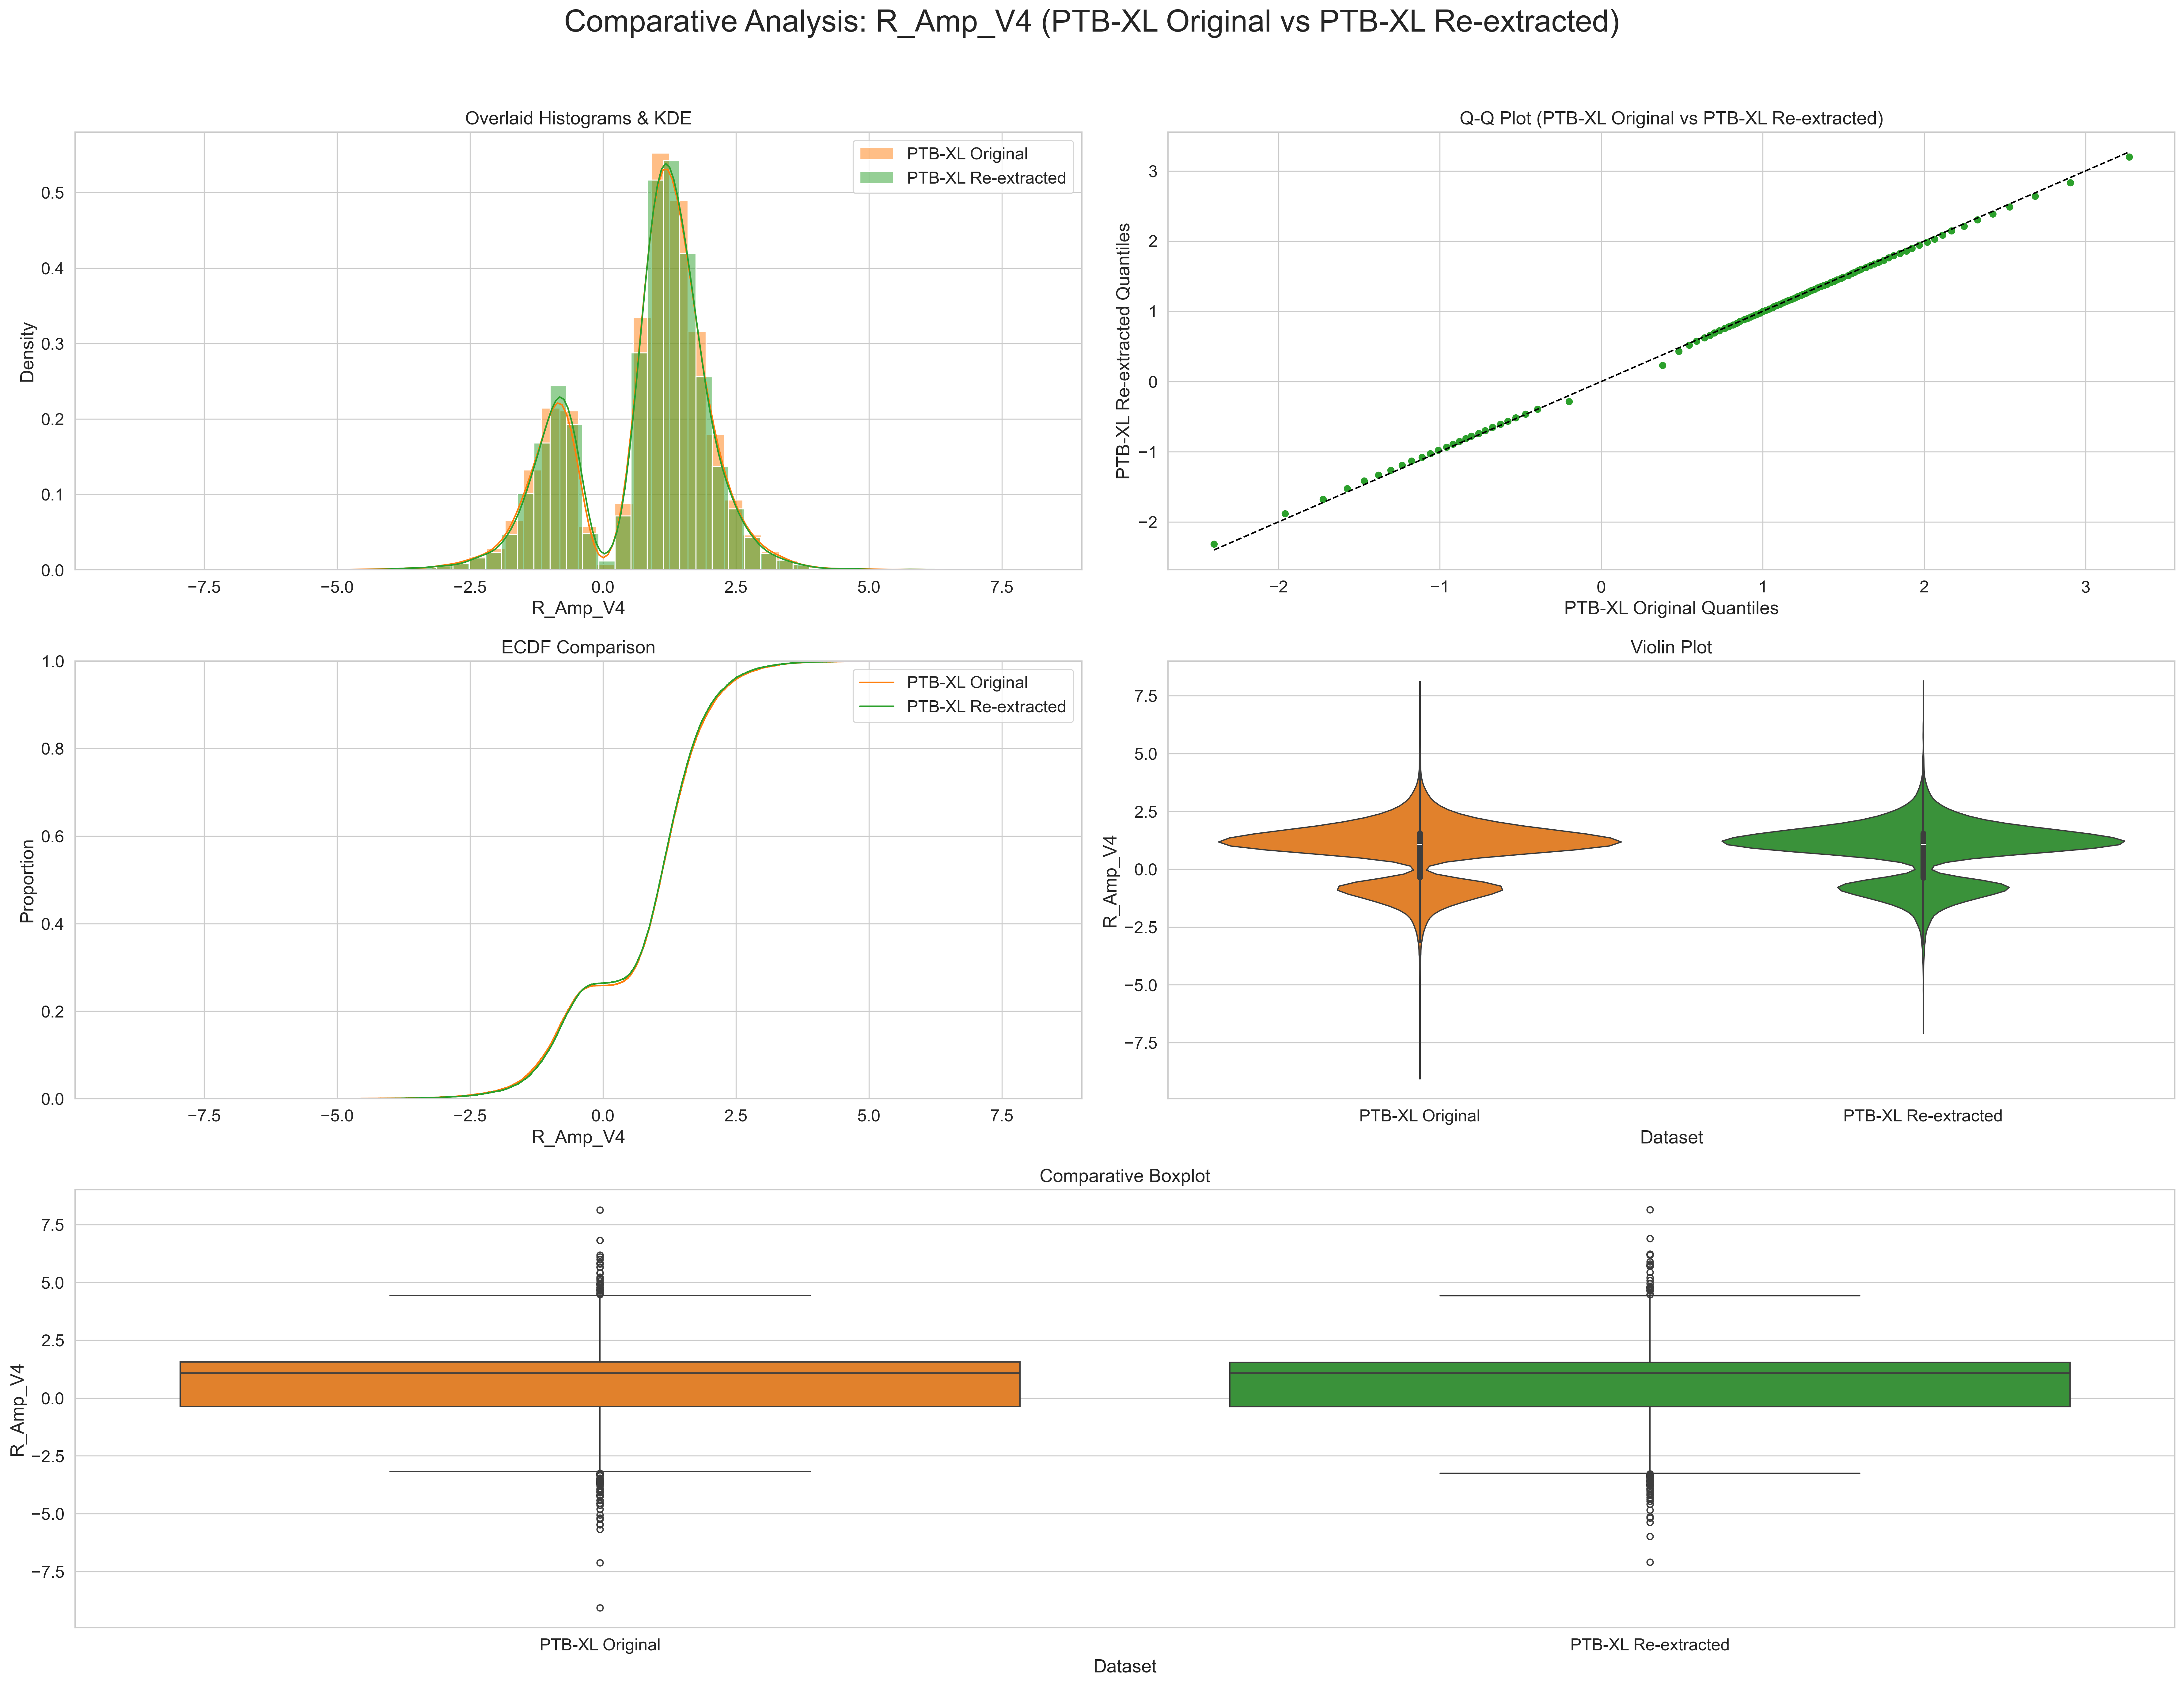 Comparative Analysis: R_Amp_V4 (PTB-XL Original vs PTB-XL Re-extracted)
Overlaid Histograms & KDE
PTB-XL Original
PTB-XL Re-extracted
Density
0.5
0.4
0.3
0.2
0.1
0.0
−7.5 −5.0 −2.5 0.0 2.5 5.0 7.5
R_Amp_V4
Q-Q Plot (PTB-XL Original vs PTB-XL Re-extracted)
PTB-XL Re-extracted Quantiles
3
2
1
0
−1
−2
−2 −1 0 1 2 3
PTB-XL Original Quantiles
ECDF Comparison
PTB-XL Original
PTB-XL Re-extracted
Proportion
1.0
0.8
0.6
0.4
0.2
0.0
−7.5 −5.0 −2.5 0.0 2.5 5.0 7.5
R_Amp_V4
Violin Plot
R_Amp_V4
7.5
5.0
2.5
0.0
−2.5
−5.0
−7.5
PTB-XL Original PTB-XL Re-extracted
Dataset
Comparative Boxplot
R_Amp_V4
7.5
5.0
2.5
0.0
−2.5
−5.0
−7.5
PTB-XL Original PTB-XL Re-extracted
Dataset